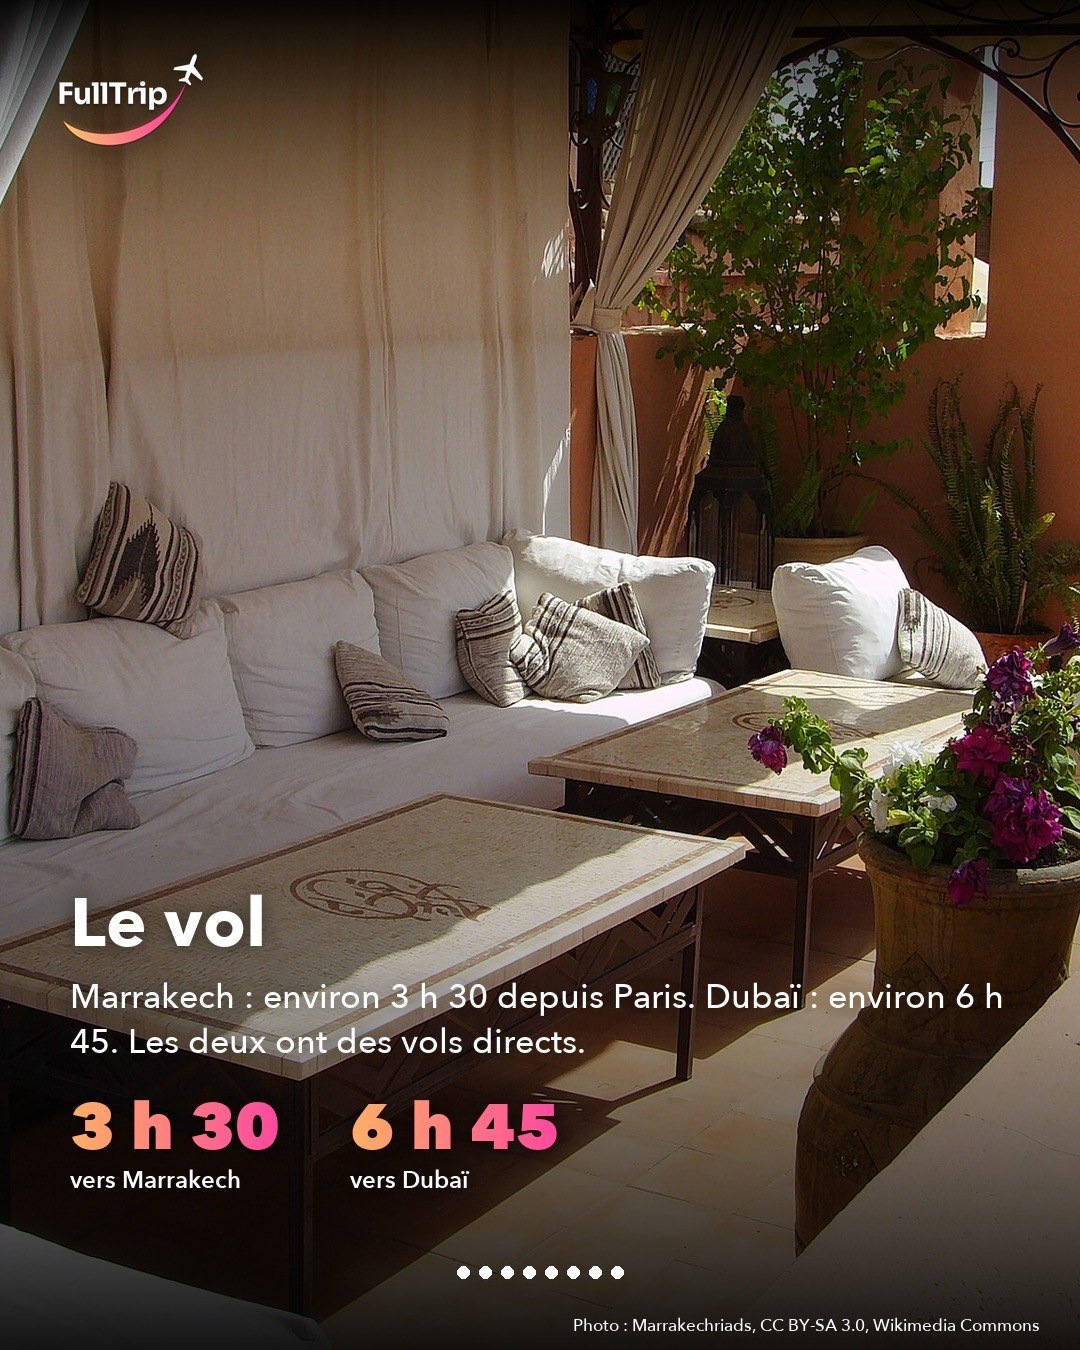 FullTrip
Le vol
Marrakech : environ 3 h 30 depuis Paris. Dubaï : environ 6 h
45. Les deux ont des vols directs.
3 h 30 6 h 45
vers Marrakech vers Dubaï
Photo : Marrakechriads, CC BY-SA 3.0, Wikimedia Commons